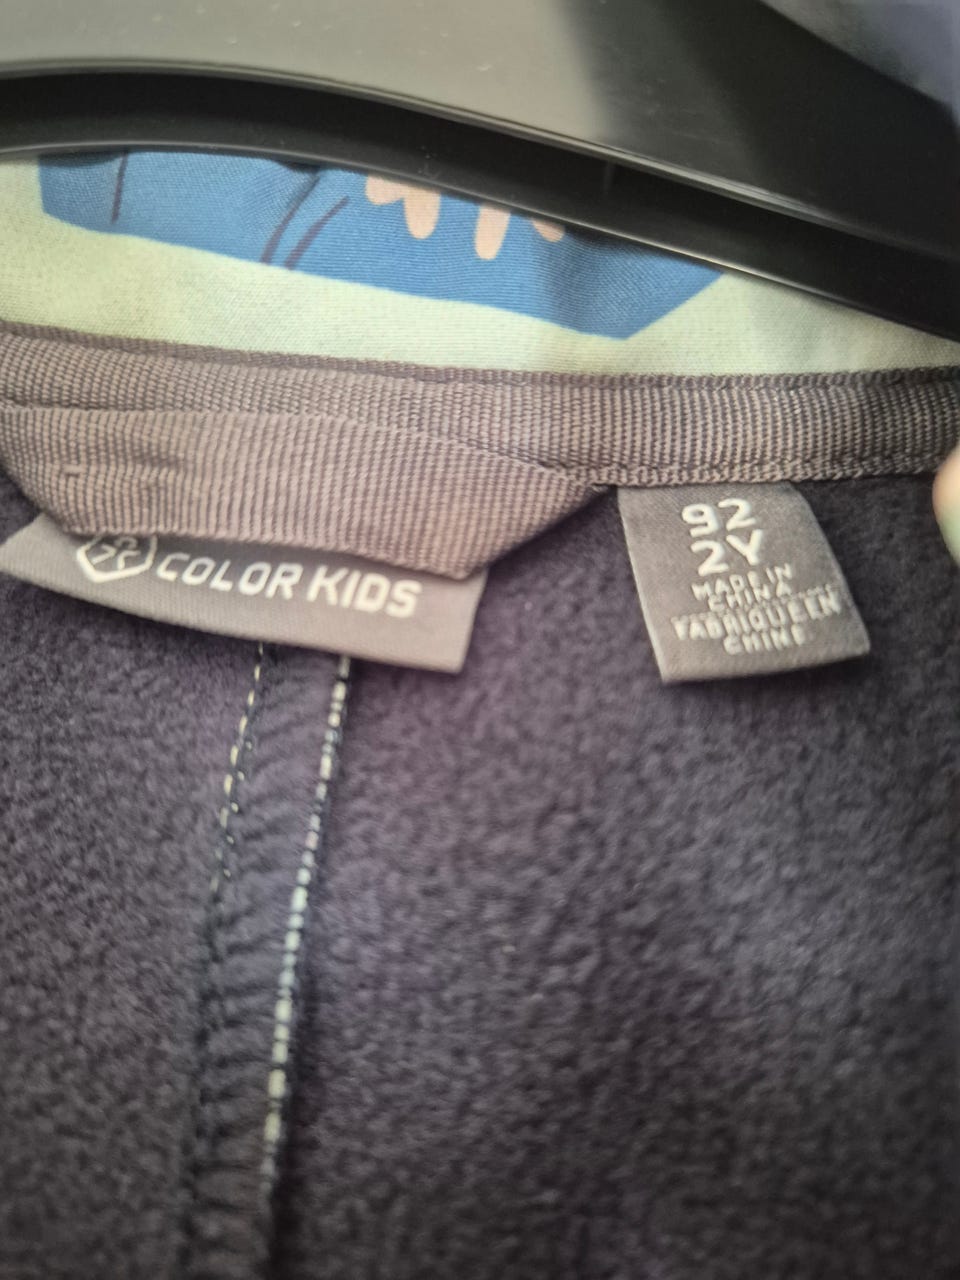 COLOR KIDS
92
2Y
MADE IN
CHINA
FABRIQUE EN
CHINE